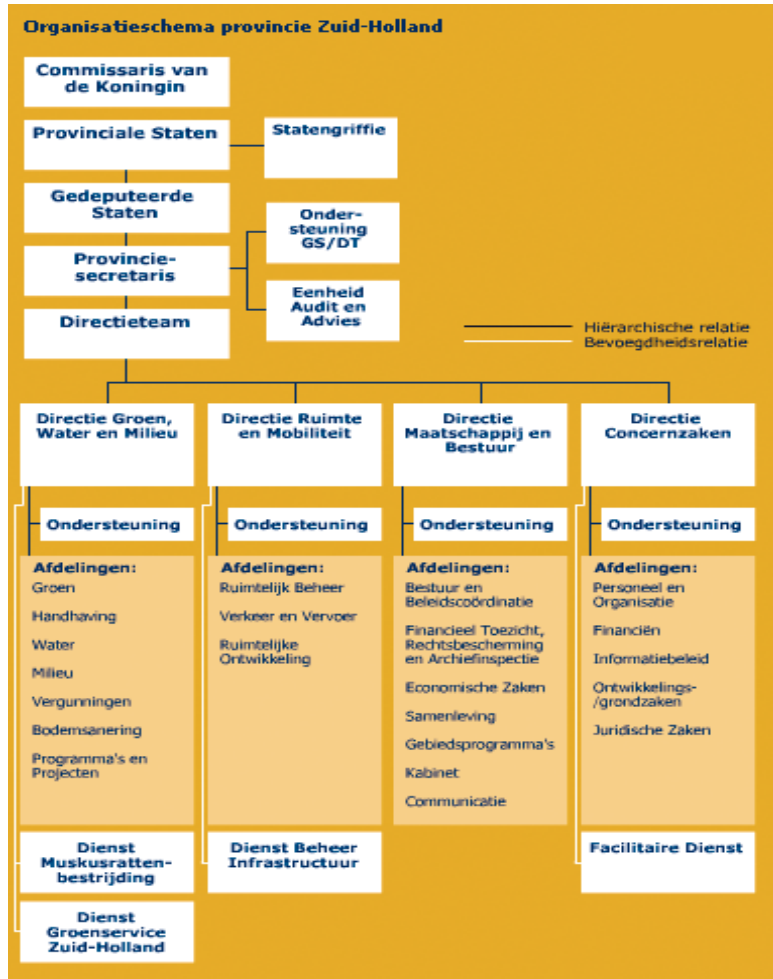 Organisatieschema provincie Zuid-Holland
Commissaris van
de Koningin
Provinciale Staten
Statengriffie
Gedeputeerde
Staten
Onder-
steuning
GS/DT
Provincie-
secretaris
Eenheid
Audit en
Advies
Directieteam
Hiërarchische relatie
Bevoegdheidsrelatie
Directie Groen,
Water en Milieu
Directie Ruimte
en Mobiliteit
Directie
Maatschappij en
Bestuur
Directie
Concernzaken
Ondersteuning
Ondersteuning
Ondersteuning
Ondersteuning
Afdelingen:
Groen
Handhaving
Water
Milieu
Vergunningen
Bodemsanering
Programma's en
Projecten
Afdelingen:
Ruimtelijk Beheer
Verkeer en Vervoer
Ruimtelijke
Ontwikkeling
Afdelingen:
Bestuur en
Beleidscoördinatie
Financieel Toezicht,
Rechtsbescherming
en Archiefinspectie
Economische Zaken
Samenleving
Gebiedsprogramma's
Kabinet
Communicatie
Afdelingen:
Personeel en
Organisatie
Financiën
Informatiebeleid
Ontwikkelings-
/grondzaken
Juridische Zaken
Dienst
Muskusratten-
bestrijding
Dienst Beheer
Infrastructuur
Facilitaire Dienst
Dienst
Groenservice
Zuid-Holland